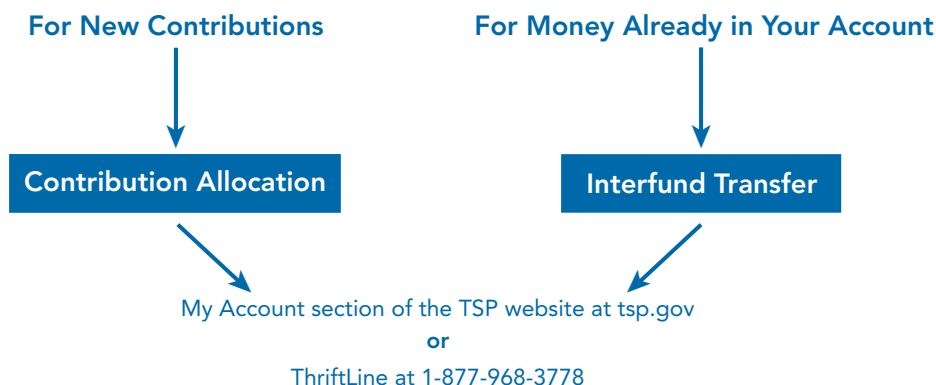 For New Contributions
For Money Already in Your Account
Contribution Allocation
Interfund Transfer
My Account section of the TSP website at tsp.gov
or
ThriftLine at 1-877-968-3778